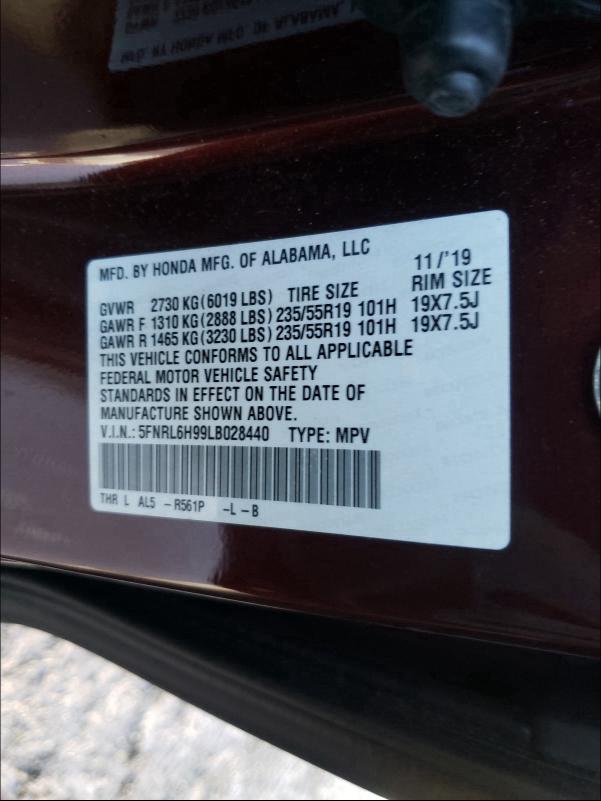 MFD. BY HONDA MFG. OF ALABAMA, LLC 11/'19
GVWR 2730 KG(6019 LBS) TIRE SIZE RIM SIZE
GAWR F 1310 KG(2888 LBS)235/55R19 101H 19X7.5J
GAWR R 1465 KG(3230 LBS)235/55R19 101H 19X7.5J
THIS VEHICLE CONFORMS TO ALL APPLICABLE
FEDERAL MOTOR VEHICLE SAFETY
STANDARDS IN EFFECT ON THE DATE OF
MANUFACTURE SHOWN ABOVE.
V.I.N.:5FNRL6H99LB028440 TYPE: MPV
THR L AL5 -R561P -L-B